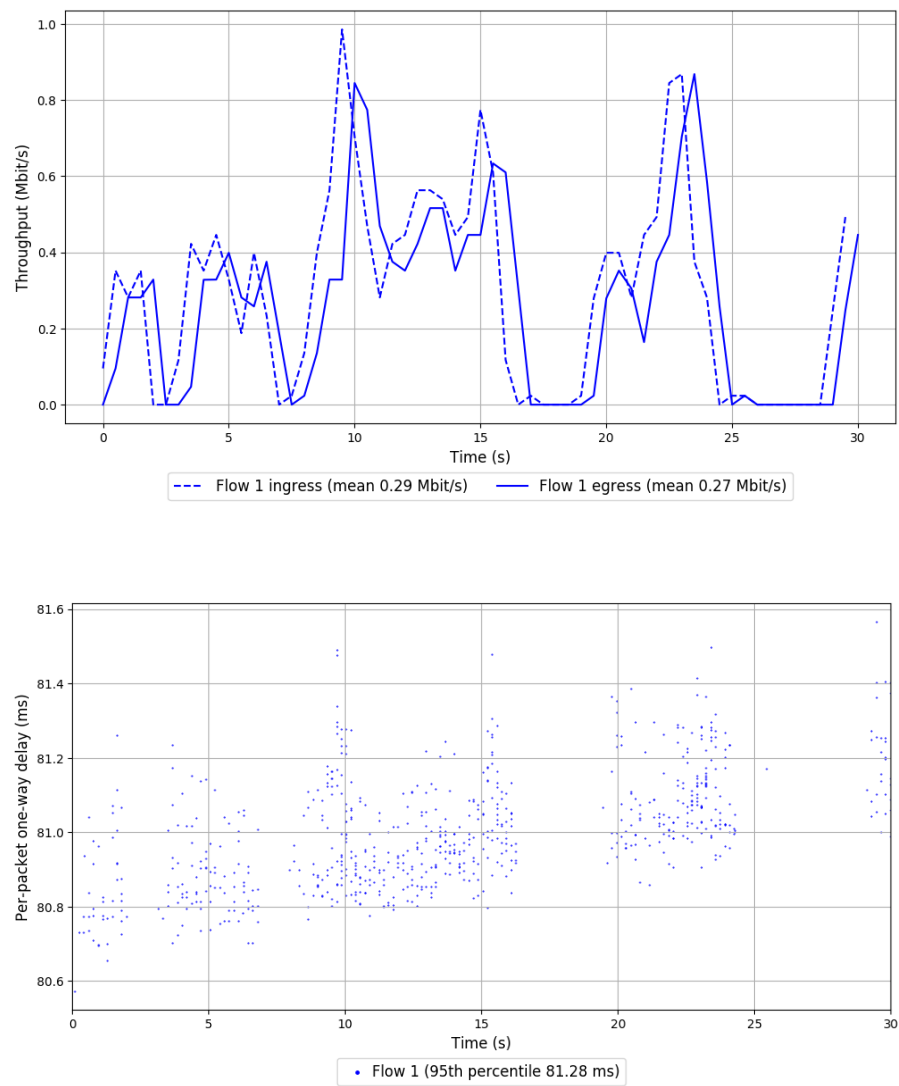 1.0
0.8
0.6
0.4
0.2
0.0
Throughput (Mbit/s)
0 5 10 15 20 25 30
Time (s)
Flow 1 ingress (mean 0.29 Mbit/s) Flow 1 egress (mean 0.27 Mbit/s)
81.6
81.4
81.2
81.0
80.8
80.6
Per-packet one-way delay (ms)
0 5 10 15 20 25 30
Time (s)
Flow 1 (95th percentile 81.28 ms)